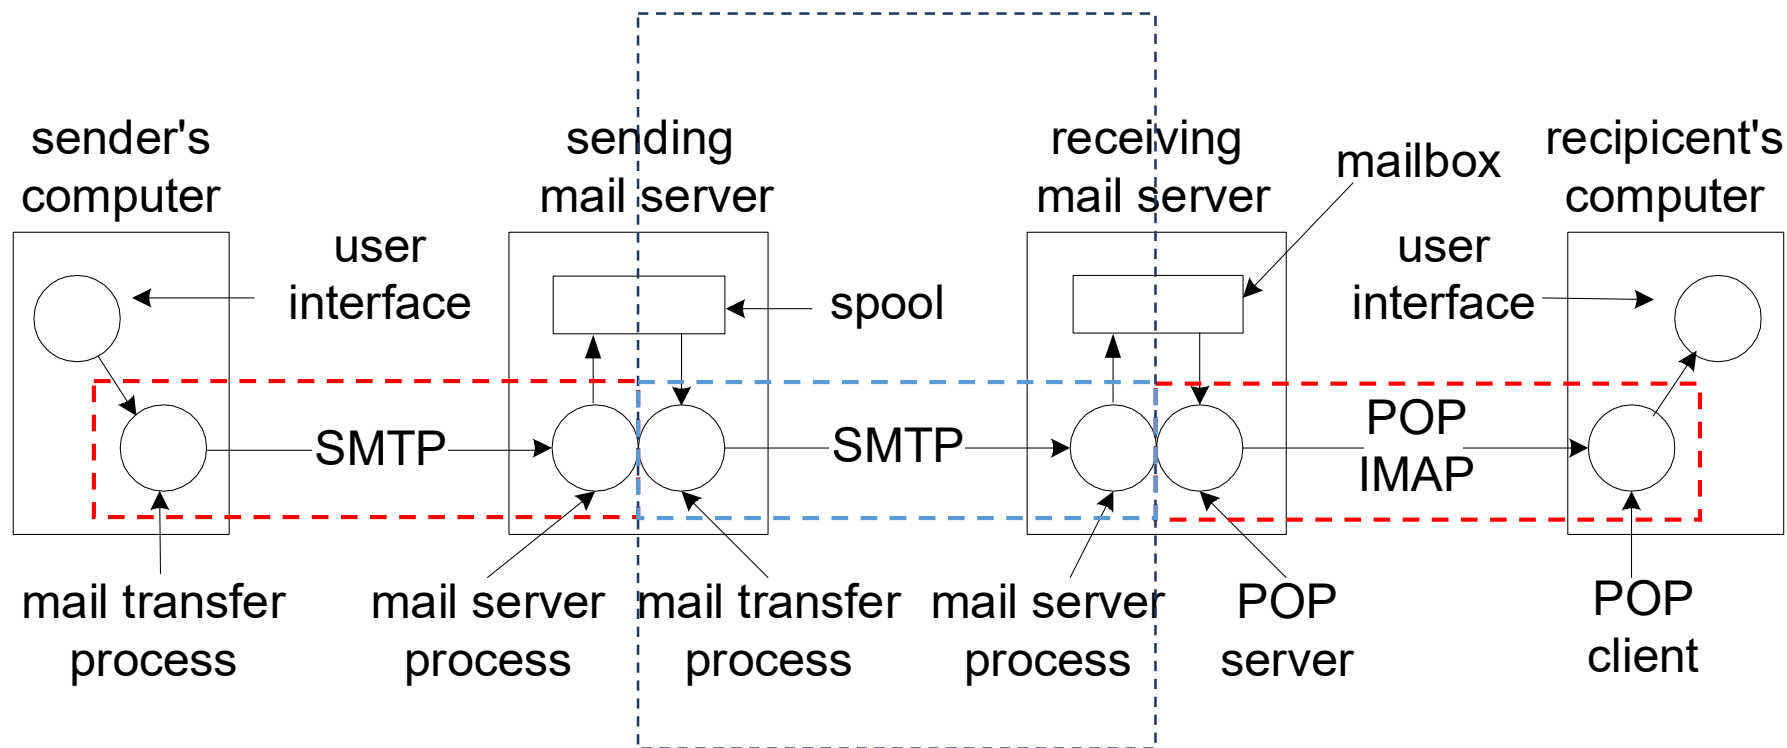 sender's
computer
sending
mail server
receiving
mail server
mailbox
recipicent's
computer
user
interface
spool
user
interface
SMTP
SMTP
POP
IMAP
mail transfer
process
mail server
process
mail transfer
process
mail server
process
POP
server
POP
client